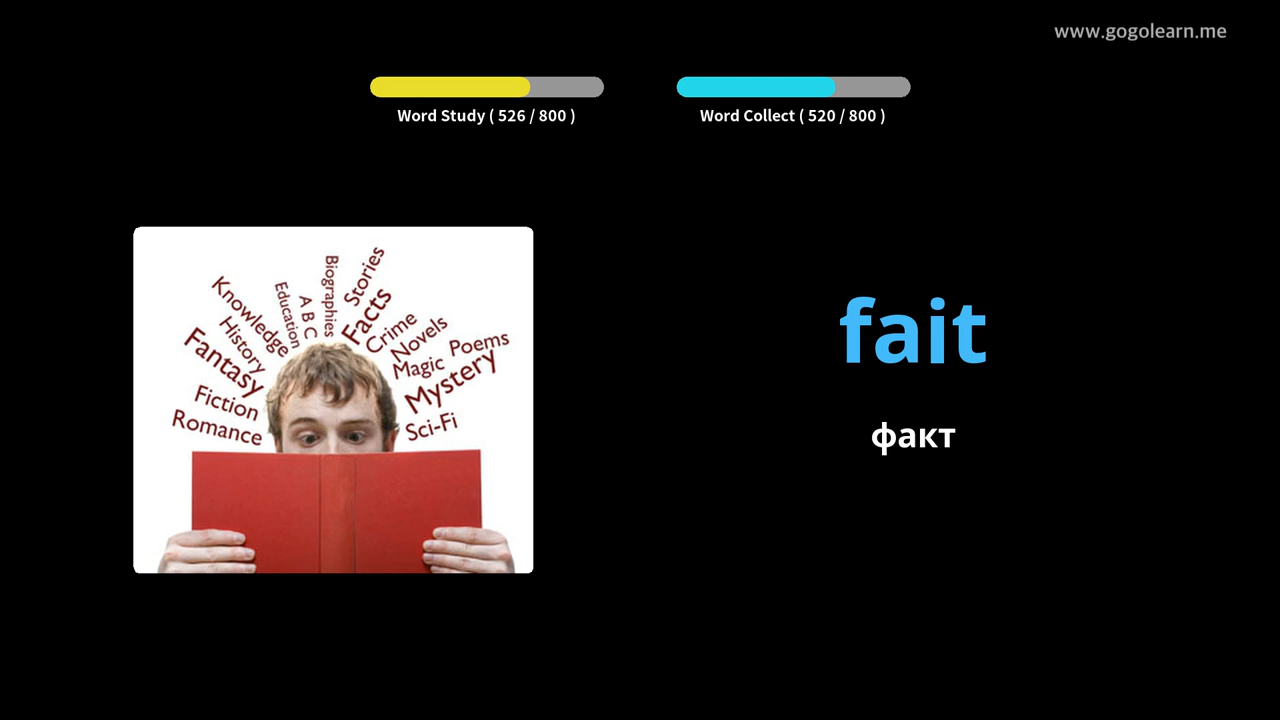 www.gogolearn.me
Word Study ( 526 / 800 )
Word Collect ( 520 / 800 )
Knowledge
Education
A B C
Biographies
Stories
Facts
Crime
Novels
Poems
Magic
Mystery
Sci-Fi
History
Fantasy
Fiction
Romance
fait
факт